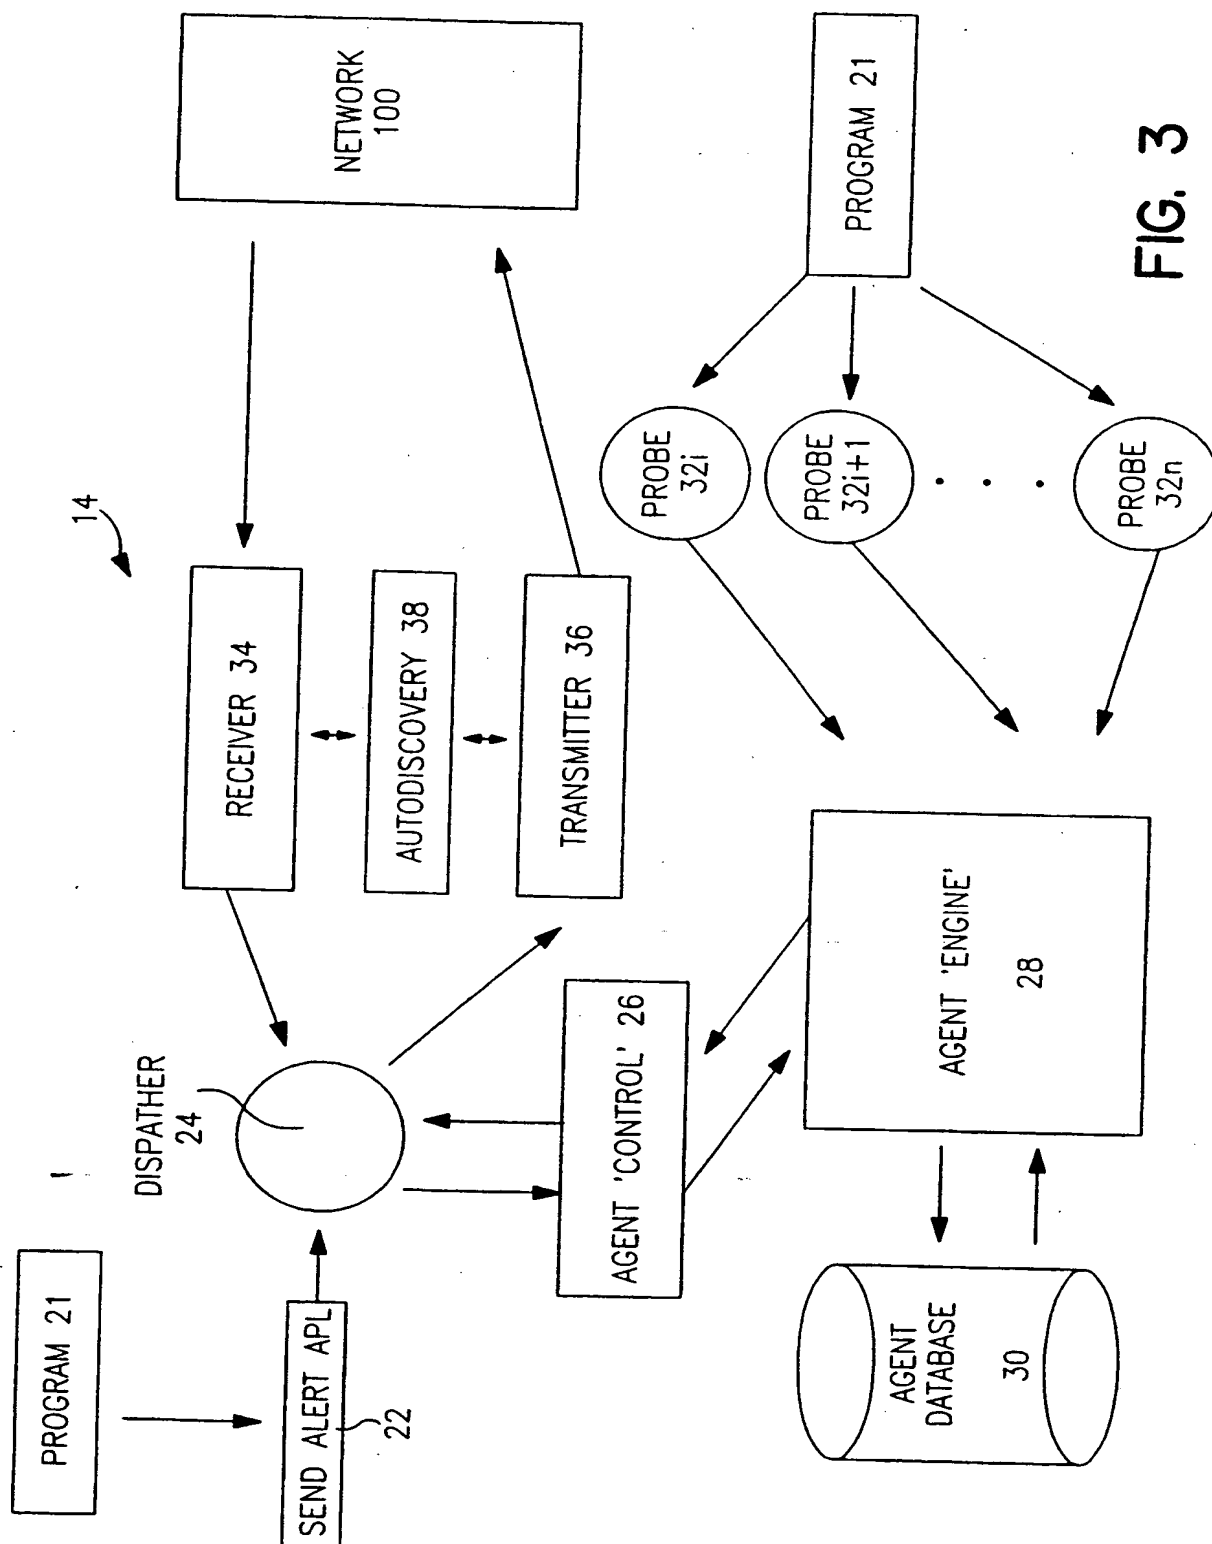 PROGRAM 21
SEND ALERT APL
22
DISPATHER
24
14
RECEIVER 34
AUTODISCOVERY 38
TRANSMITTER 36
NETWORK
100
AGENT 'CONTROL' 26
AGENT
DATABASE
30
AGENT 'ENGINE'
28
PROBE
32i
PROBE
32i+1
. . .
PROBE
32n
PROGRAM 21
FIG. 3